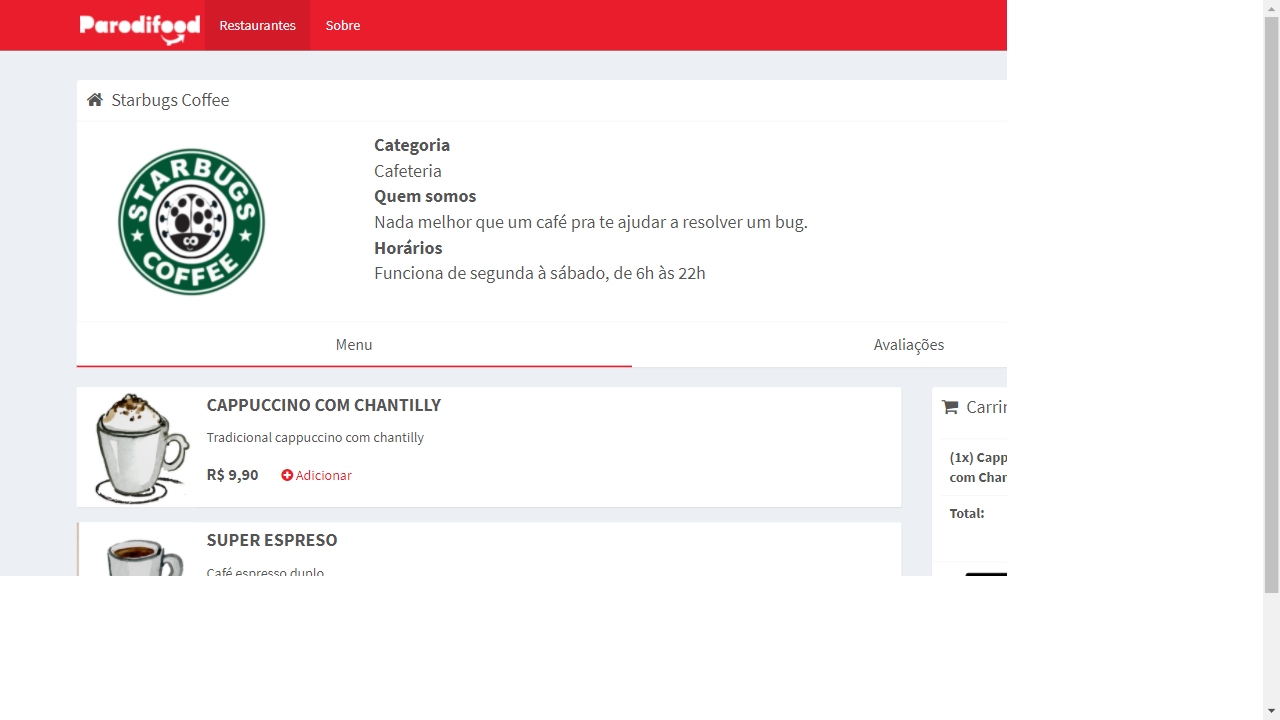 Parodifood Restaurantes Sobre
Starbugs Coffee
STARBUGS COFFEE
Categoria
Cafeteria
Quem somos
Nada melhor que um café pra te ajudar a resolver um bug.
Horários
Funciona de segunda à sábado, de 6h às 22h
Menu Avaliações
CAPPUCCINO COM CHANTILLY
Tradicional cappuccino com chantilly
R$ 9,90 Adicionar
SUPER ESPRESO
Café espresso duplo
Carrin
(1x) Capp
com Char
Total: